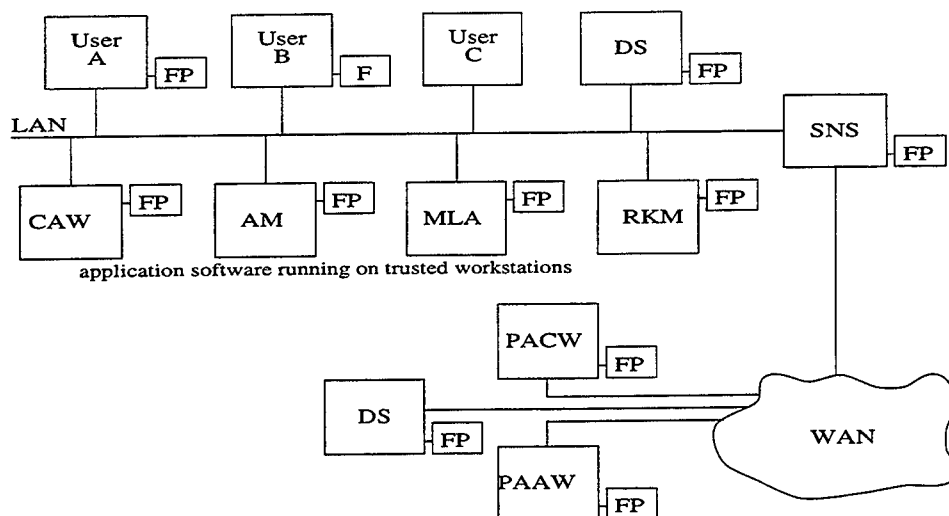 User
A
FP
User
B
F
User
C
DS
FP
LAN
SNS
FP
CAW
FP
AM
FP
MLA
FP
RKM
FP
application software running on trusted workstations
PACW
FP
DS
FP
WAN
PAAW
FP